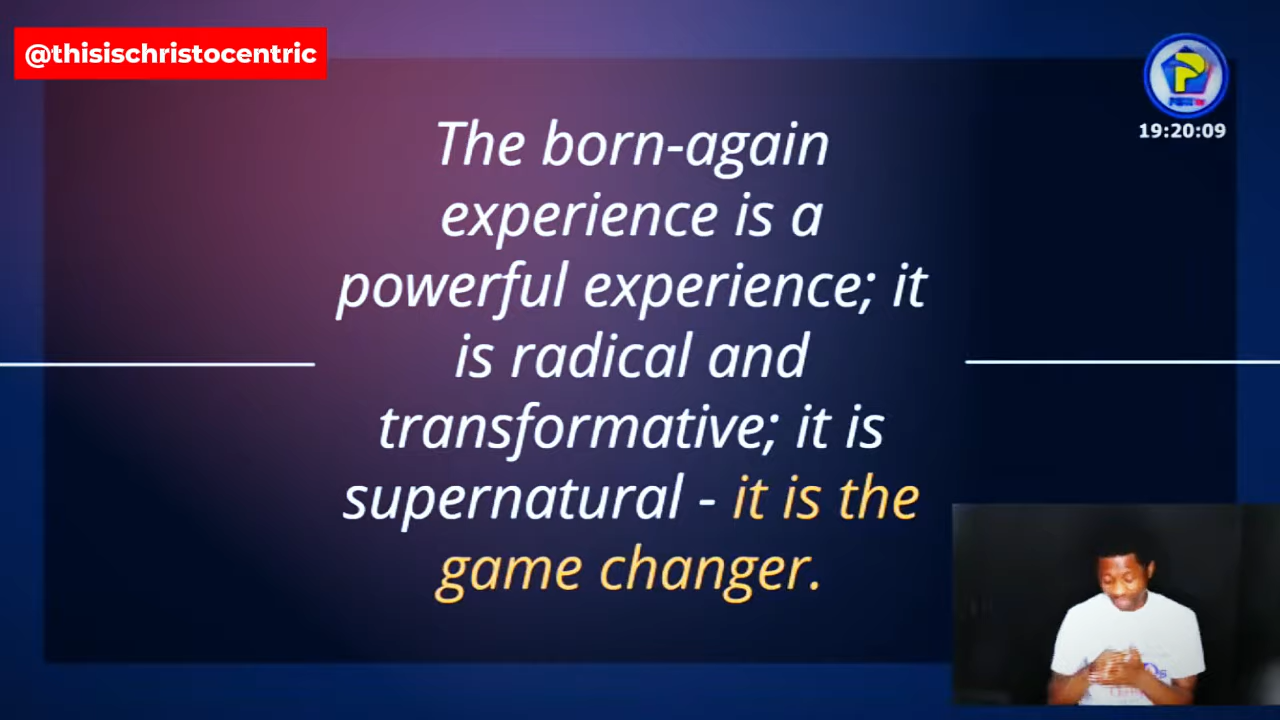 @thisischristocentric
19:20:09
The born-again
experience is a
powerful experience; it
is radical and
transformative; it is
supernatural - it is the
game changer.